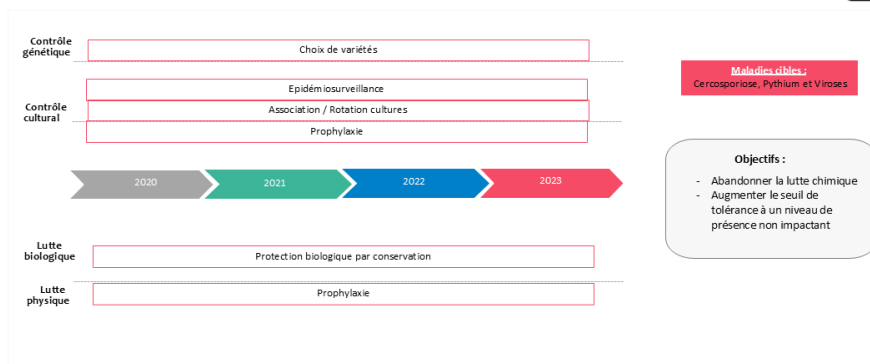 Contrôle
génétique
Choix de variétés
Maladies cibles :
Cercosporiose, Pythium et Viroses
Epidémiosurveillance
Contrôle
cultural
Association / Rotation cultures
Prophylaxie
Objectifs :
- Abandonner la lutte chimique
- Augmenter le seuil de
tolérance à un niveau de
présence non impactant
2020
2021
2022
2023
Lutte
biologique
Protection biologique par conservation
Lutte
physique
Prophylaxie